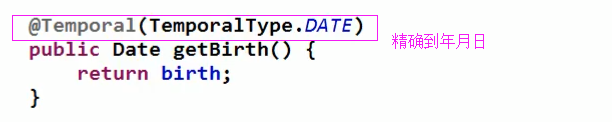 @Temporal(TemporalType.DATE)
精确到年月日
public Date getBirth() {
    return birth;
}